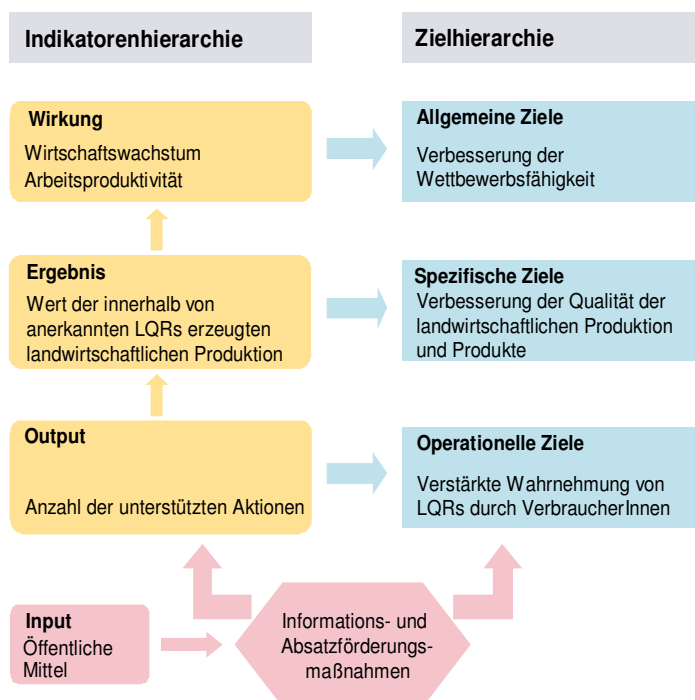 Indikatorenhierarchie
Zielhierarchie
Wirkung
Wirtschaftswachstum
Arbeitsproduktivität
Allgemeine Ziele
Verbesserung der
Wettbewerbsfähigkeit
Ergebnis
Wert der innerhalb von
anerkannten LQRs erzeugten
landwirtschaftlichen Produktion
Spezifische Ziele
Verbesserung der Qualität der
landwirtschaftlichen Produktion
und Produkte
Output
Anzahl der unterstützten Aktionen
Operationelle Ziele
Verstärkte Wahrnehmung von
LQRs durch VerbraucherInnen
Input
Öffentliche
Mittel
Informations- und
Absatzförderungs-
maßnahmen